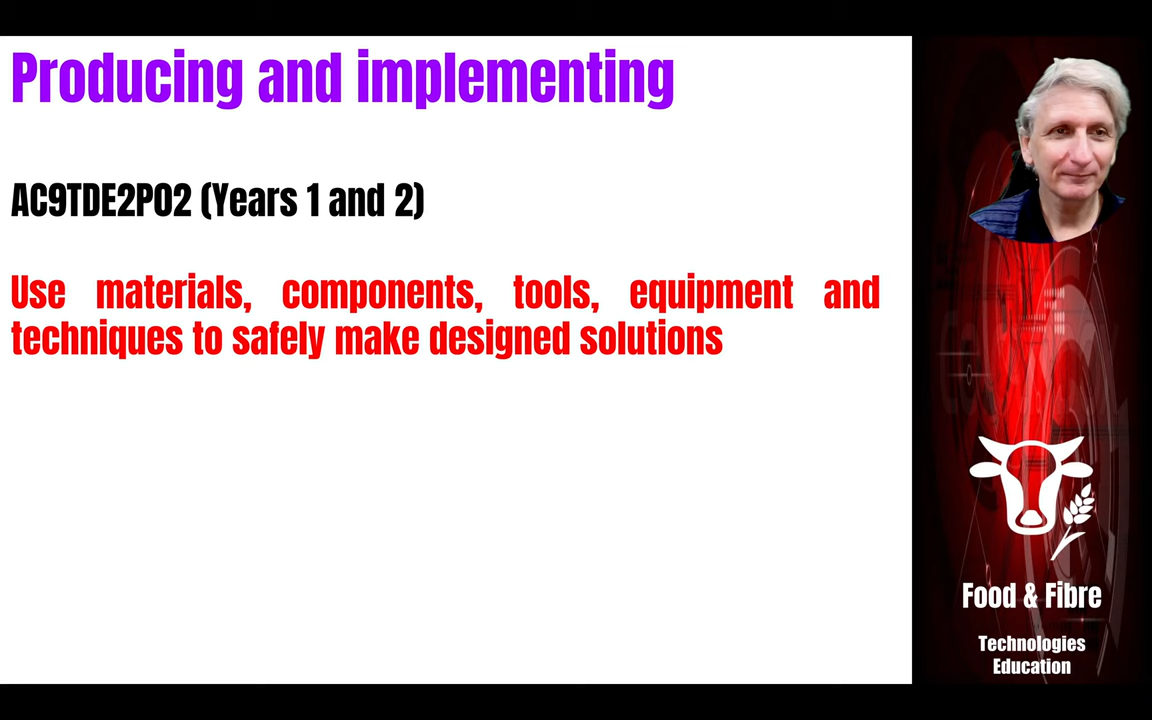 Producing and implementing
AC9TDE2P02 (Years 1 and 2)
Use materials, components, tools, equipment and
techniques to safely make designed solutions
Food & Fibre
Technologies
Education